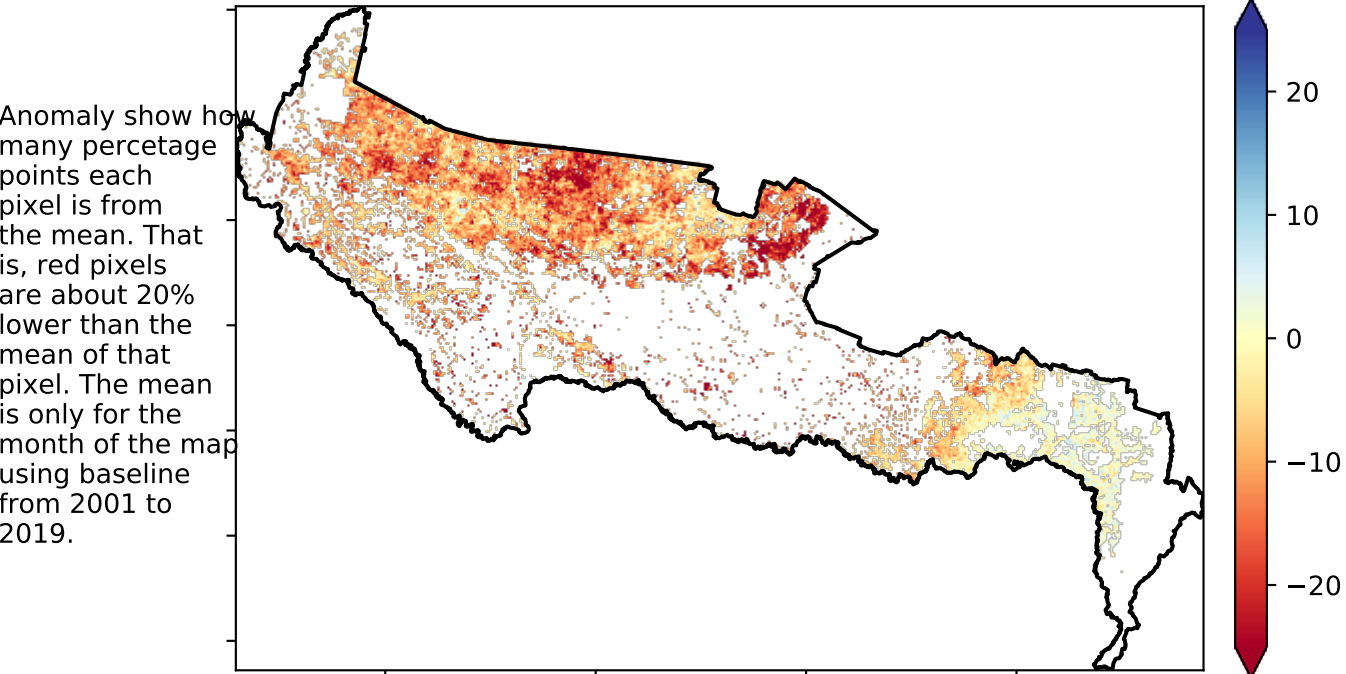 Anomaly show how
many percetage
points each
pixel is from
the mean. That
is, red pixels
are about 20%
lower than the
mean of that
pixel. The mean
is only for the
month of the map
using baseline
from 2001 to
2019.
20
10
0
−10
−20